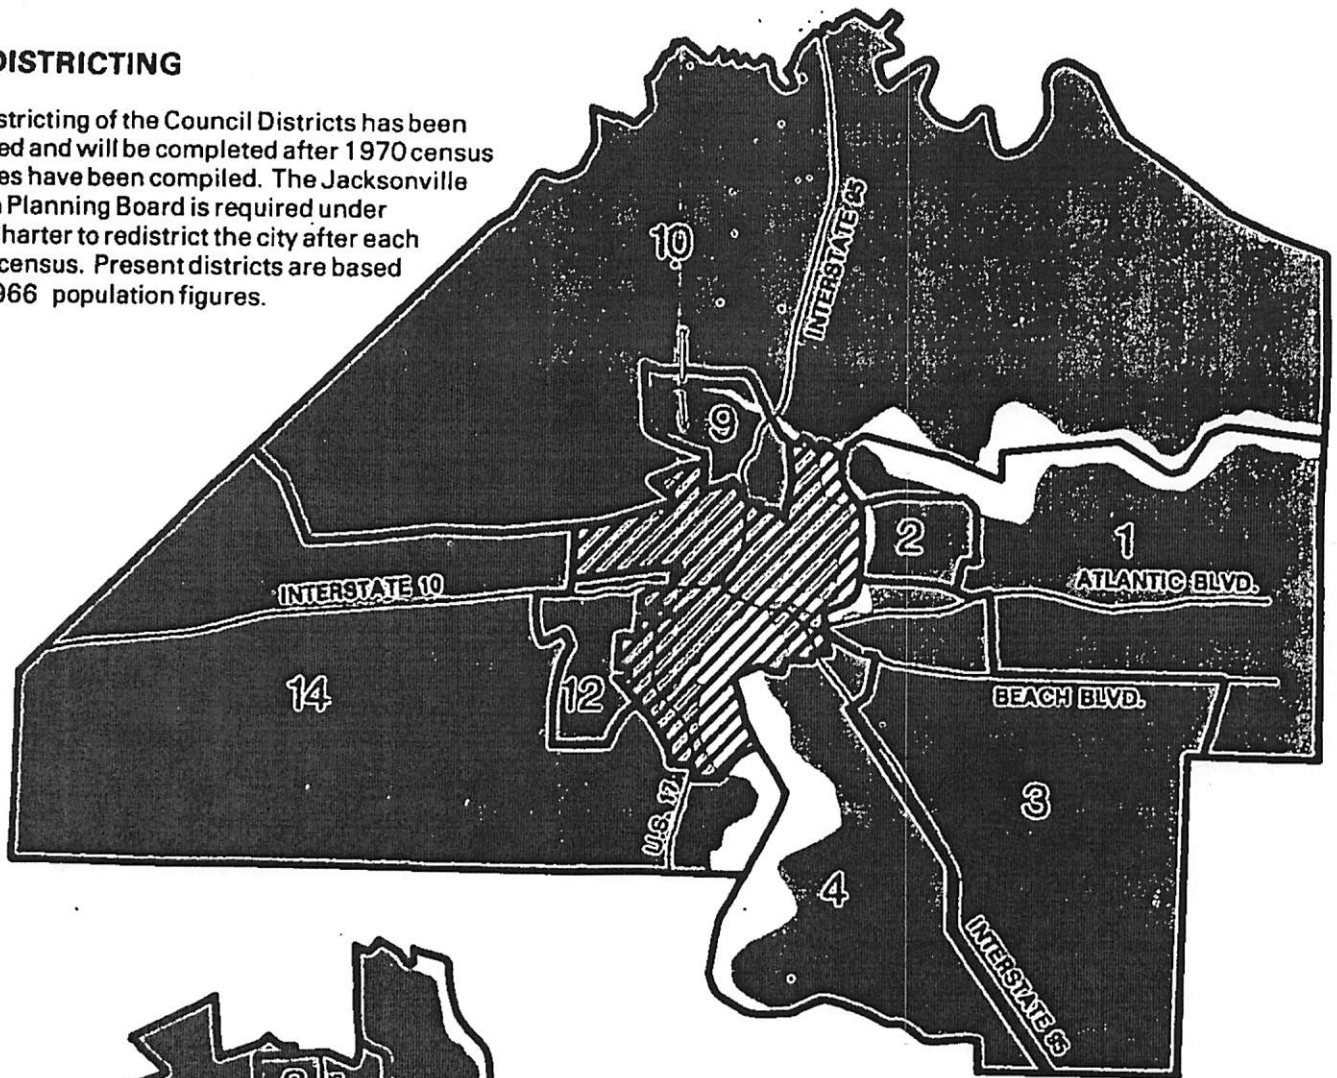 DISTRICTING
stricting of the Council Districts has been
ed and will be completed after 1970 census
es have been compiled. The Jacksonville
Planning Board is required under
harter to redistrict the city after each
census. Present districts are based
966 population figures.
10
INTERSTATE 95
9
2
1
ATLANTIC BLVD.
INTERSTATE 10
14
12
BEACH BLVD.
3
U.S. 17
4
INTERSTATE 95